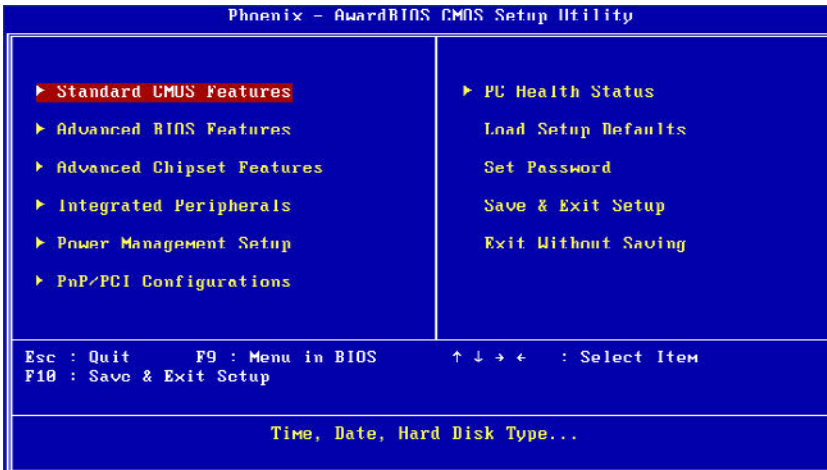 Phoenix - AwardBIOS CMOS Setup Utility
▶ Standard CMOS Features
▶ Advanced BIOS Features
▶ Advanced Chipset Features
▶ Integrated Peripherals
▶ Power Management Setup
▶ PnP/PCI Configurations
▶ PC Health Status
Load Setup Defaults
Set Password
Save & Exit Setup
Exit Without Saving
Esc : Quit F9 : Menu in BIOS ↑ ↓ → ← : Select Item
F10 : Save & Exit Setup
Time, Date, Hard Disk Type...